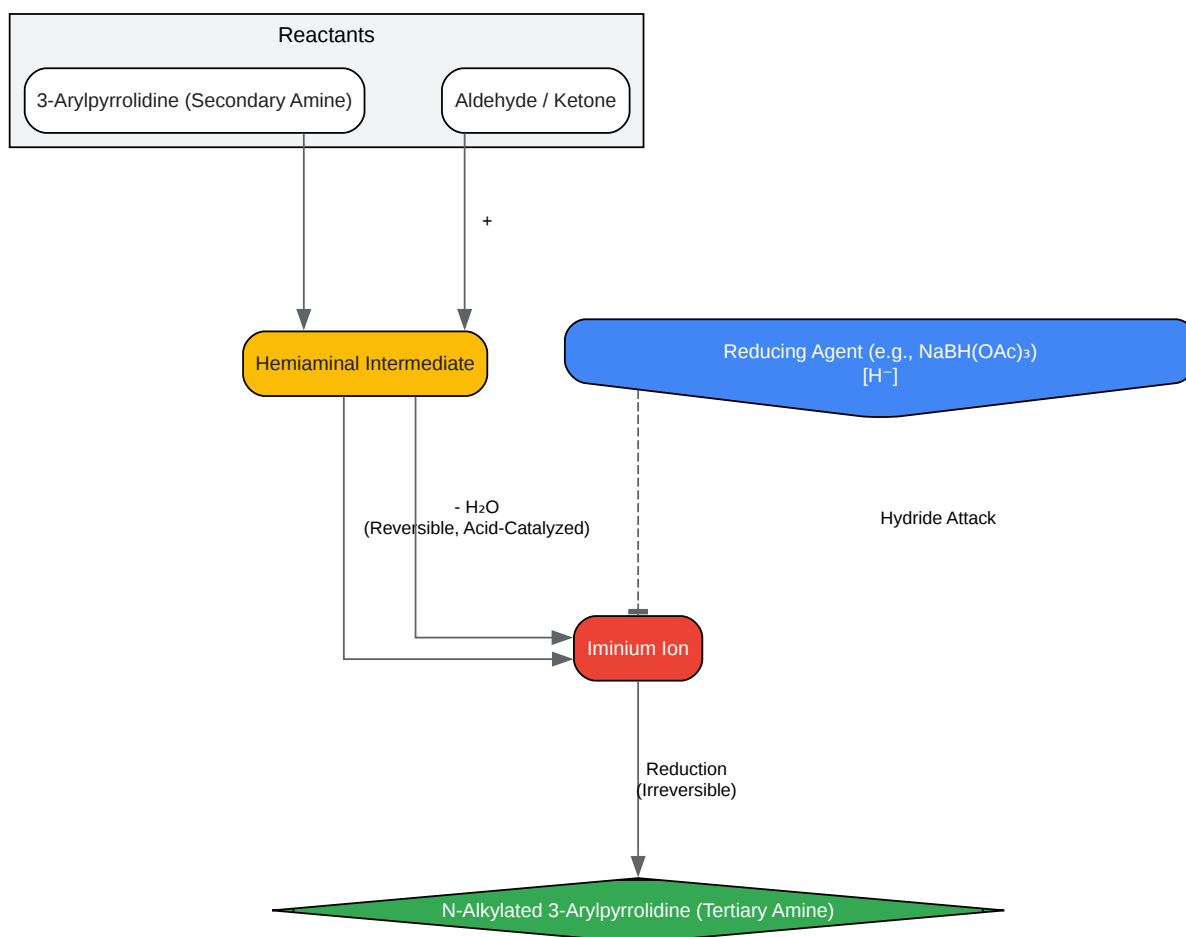 Reactants
3-Arylpyrrolidine (Secondary Amine)
Aldehyde / Ketone
+
Hemiaminal Intermediate
Reducing Agent (e.g., NaBH(OAc)₃)
[H⁻]
- H₂O
(Reversible, Acid-Catalyzed)
Hydride Attack
Iminium Ion
Reduction
(Irreversible)
N-Alkylated 3-Arylpyrrolidine (Tertiary Amine)